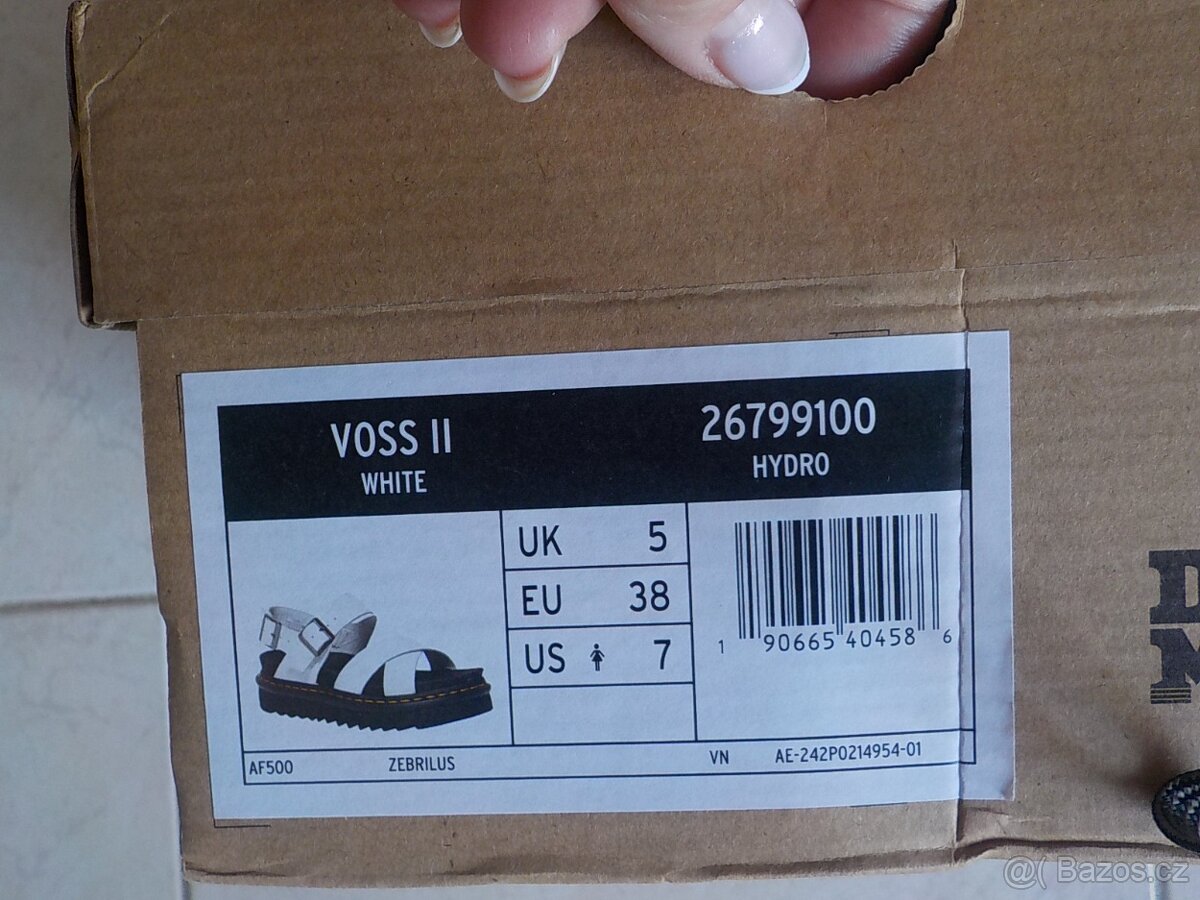 VOSS II
WHITE
26799100
HYDRO
UK 5
EU 38
US 7
1 90665 40458 6
AF500 ZEBRILUS VN AE-242P0214954-01
D
M
@( Bazos.cz